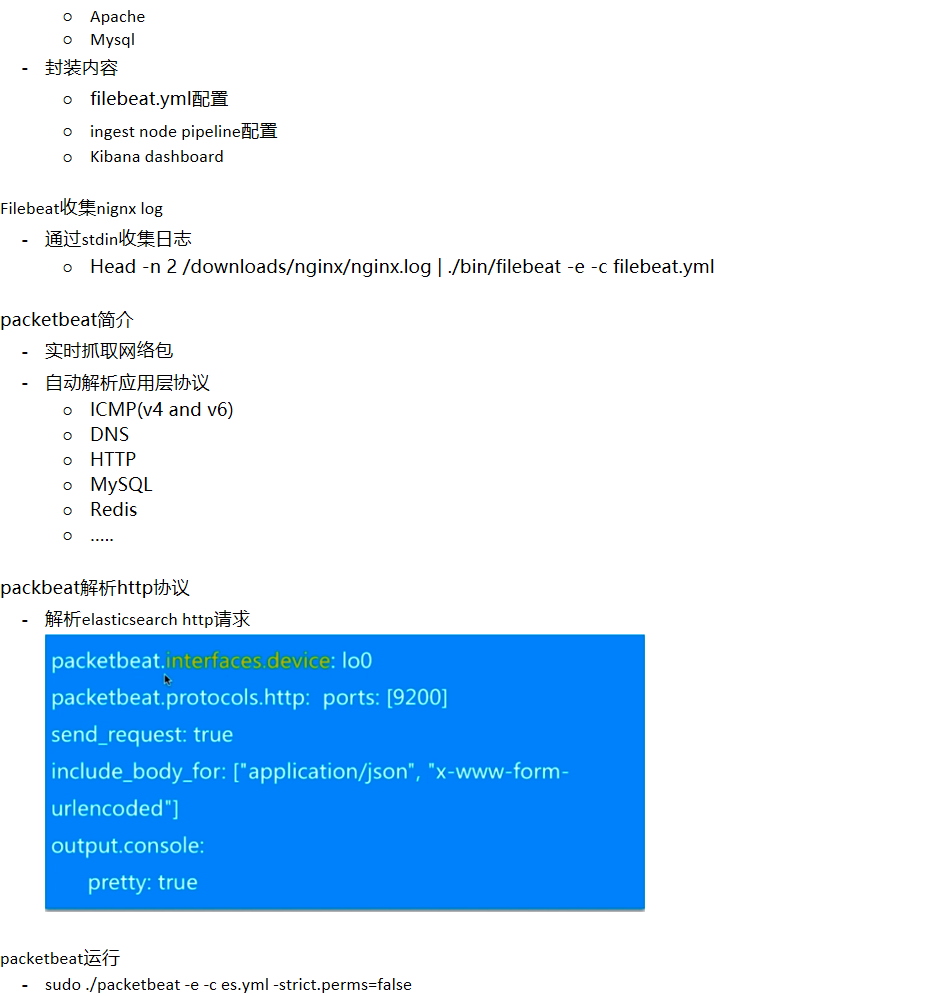 ○ Apache
○ Mysql
- 封装内容
○ filebeat.yml配置
○ ingest node pipeline配置
○ Kibana dashboard
Filebeat收集nignx log
- 通过stdin收集日志
○ Head -n 2 /downloads/nginx/nginx.log | ./bin/filebeat -e -c filebeat.yml
packetbeat简介
- 实时抓取网络包
- 自动解析应用层协议
○ ICMP(v4 and v6)
○ DNS
○ HTTP
○ MySQL
○ Redis
○ .....
packbeat解析http协议
- 解析elasticsearch http请求
packetbeat.interfaces.device: lo0
packetbeat.protocols.http: ports: [9200]
send_request: true
include_body_for: ["application/json", "x-www-form-
urlencoded"]
output.console:
pretty: true
packetbeat运行
- sudo ./packetbeat -e -c es.yml -strict.perms=false